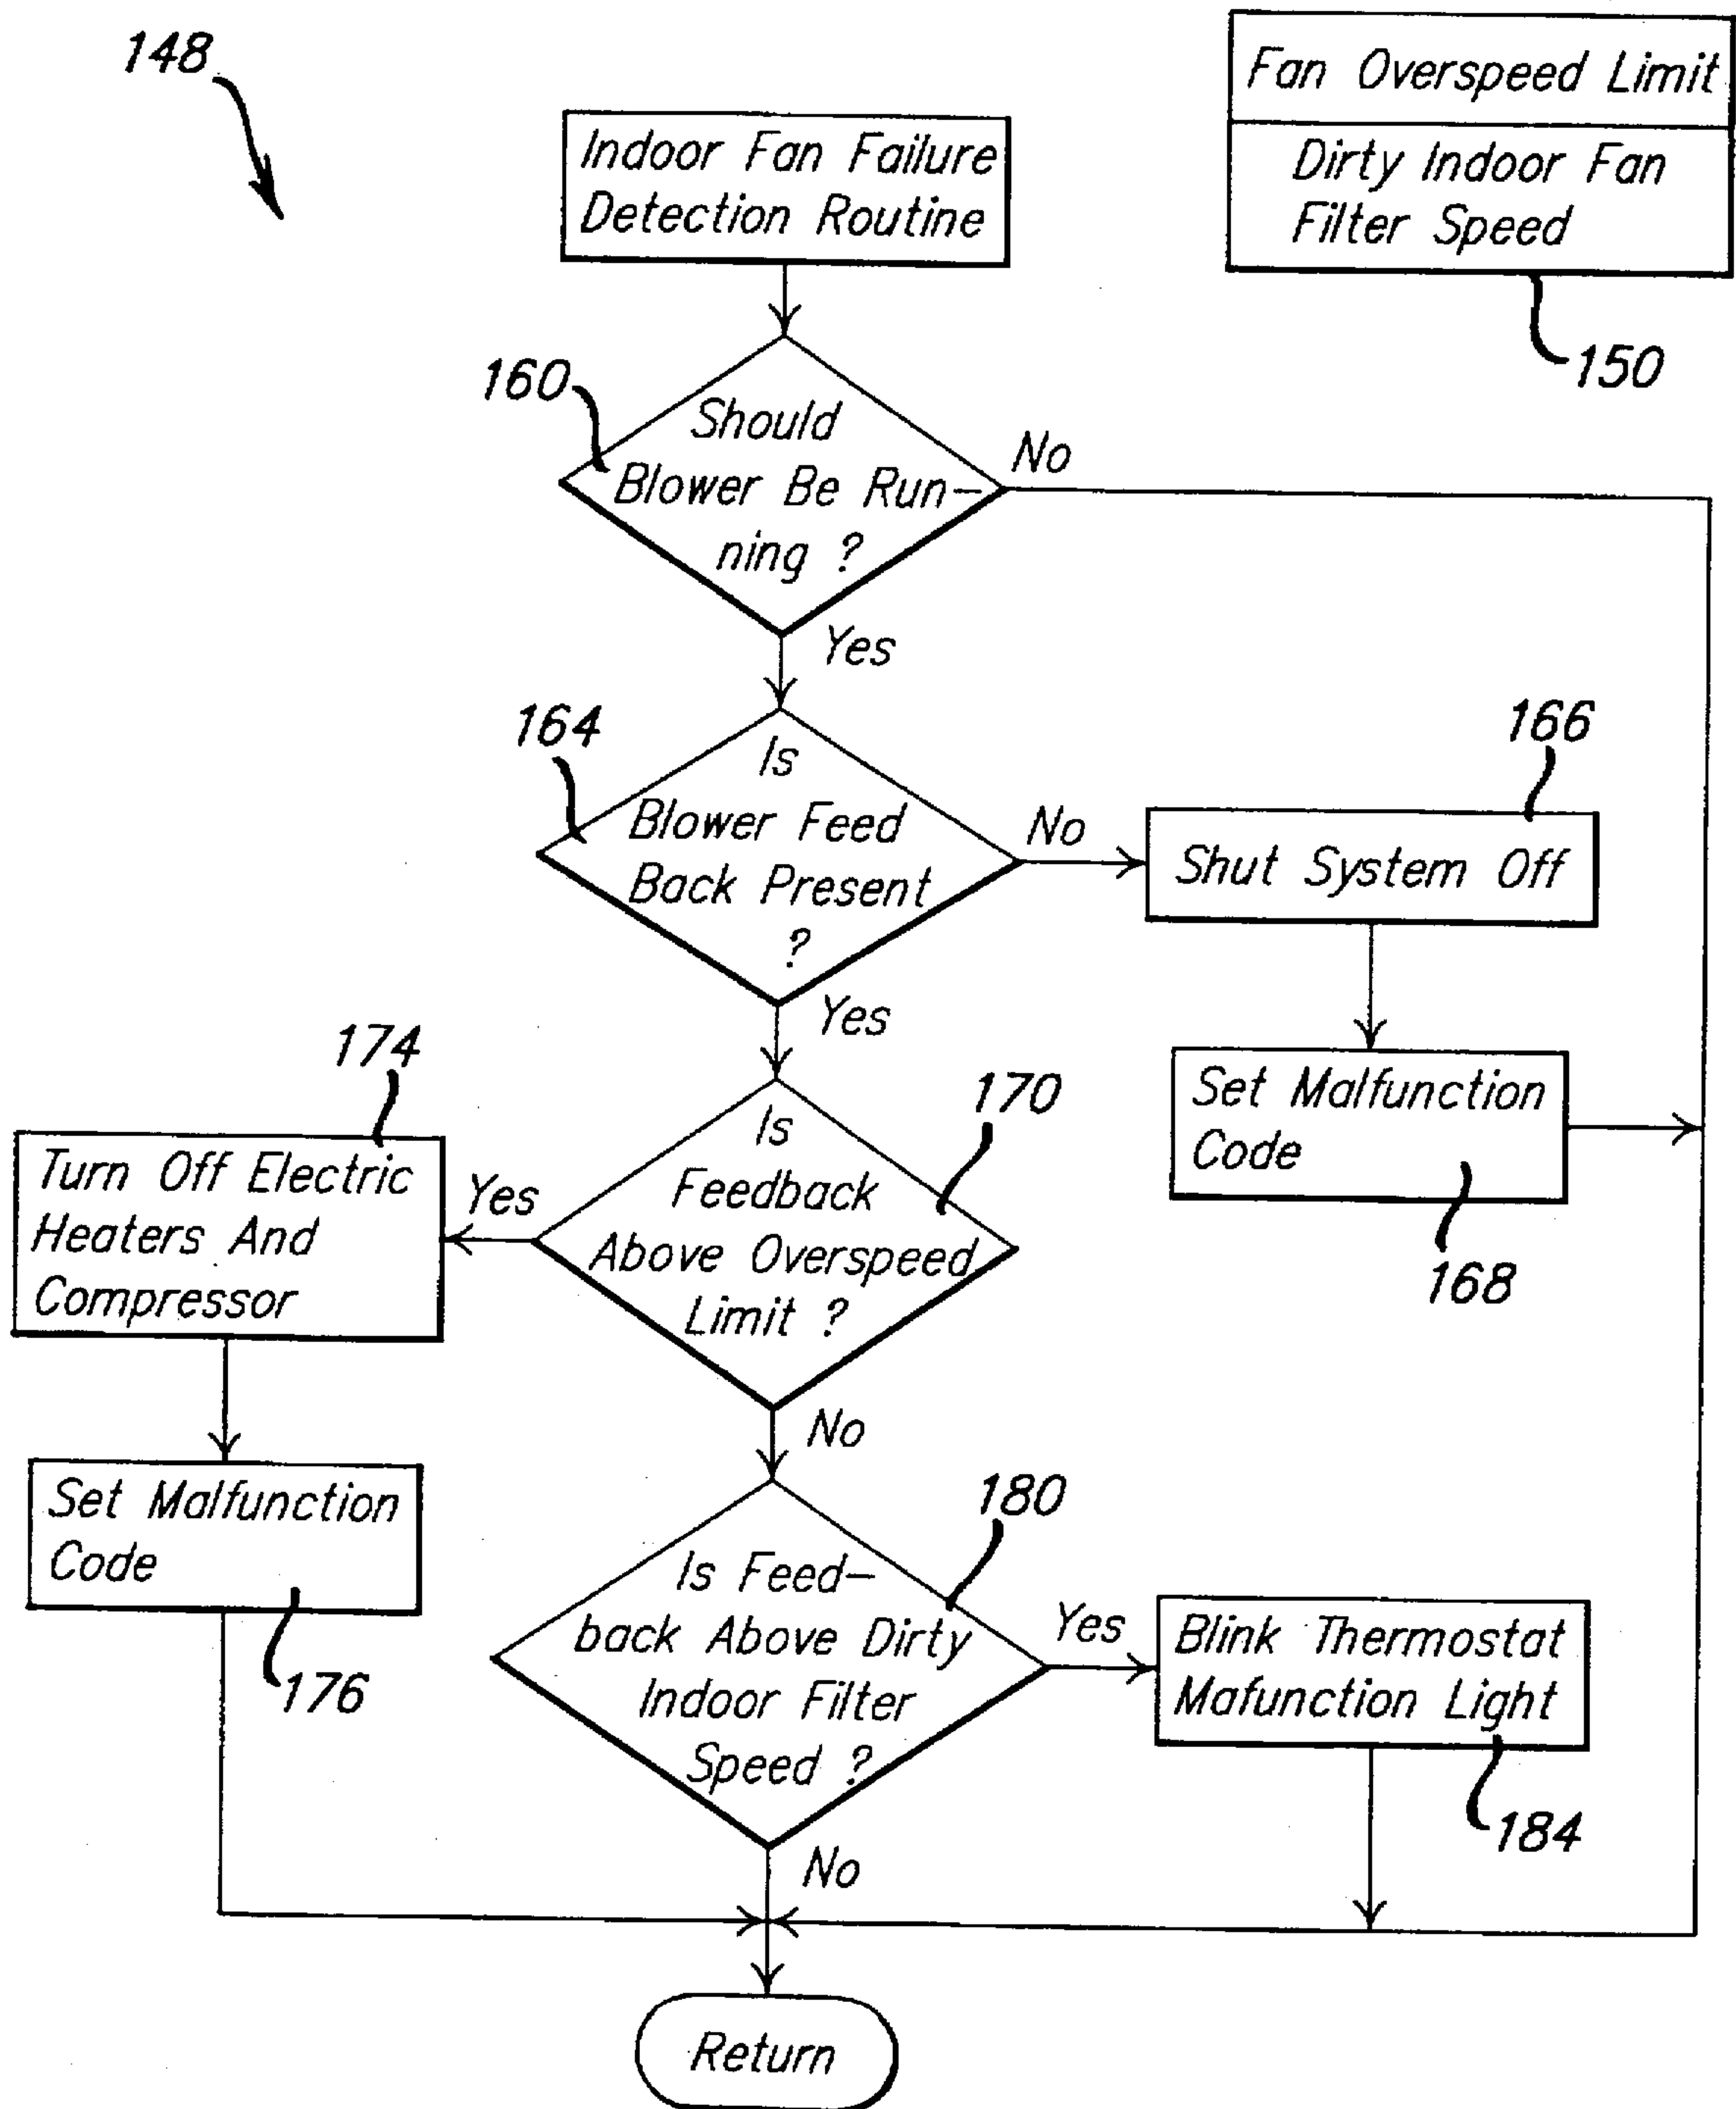 148
Fan Overspeed Limit
Dirty Indoor Fan
Filter Speed
150
Indoor Fan Failure
Detection Routine
160
Should
Blower Be Run-
ning ?
No
Yes
164
Is
Blower Feed
Back Present
?
No
166
Shut System Off
Yes
Set Malfunction
Code
168
170
Is
Feedback
Above Overspeed
Limit ?
Yes
174
Turn Off Electric
Heaters And
Compressor
No
Set Malfunction
Code
176
180
Is Feed-
back Above Dirty
Indoor Filter
Speed ?
Yes
Blink Thermostat
Mafunction Light
184
No
Return